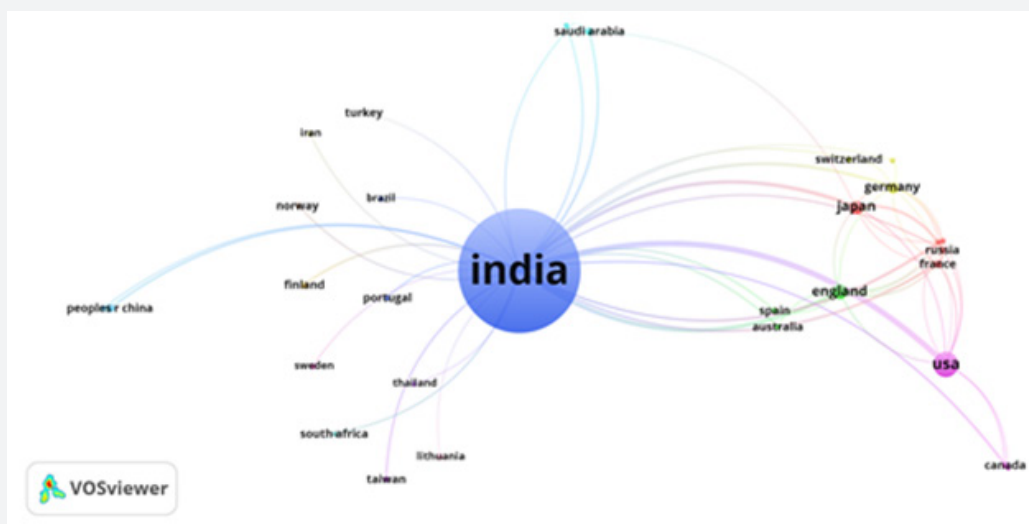 saudi arabia
turkey
iran
switzerland
germany
brazil
norway
japan
russia
france
india
finland
england
portugal
peoples r china
spain
australia
sweden
usa
thailand
south africa
lithuania
canada
taiwan
VOSviewer